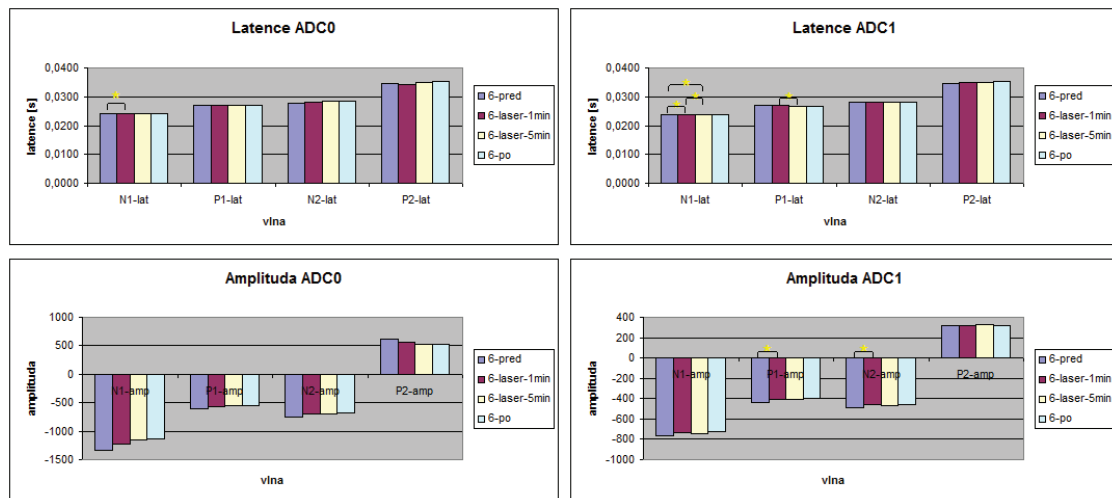 Latence ADC0
latence [s]
0,0400
0,0300
0,0200
0,0100
0,0000
*
N1-lat P1-lat N2-lat P2-lat
vlna
6-pred
6-laser-1min
6-laser-5min
6-po
Latence ADC1
latence [s]
0,0400
0,0300
0,0200
0,0100
0,0000
*
* *
*
N1-lat P1-lat N2-lat P2-lat
vlna
6-pred
6-laser-1min
6-laser-5min
6-po
Amplituda ADC0
amplituda
1000
500
0
-500
-1000
-1500
N1-amp P1-amp N2-amp P2-amp
vlna
6-pred
6-laser-1min
6-laser-5min
6-po
Amplituda ADC1
amplituda
400
200
0
-200
-400
-600
-800
-1000
* *
N1-amp P1-amp N2-amp P2-amp
vlna
6-pred
6-laser-1min
6-laser-5min
6-po